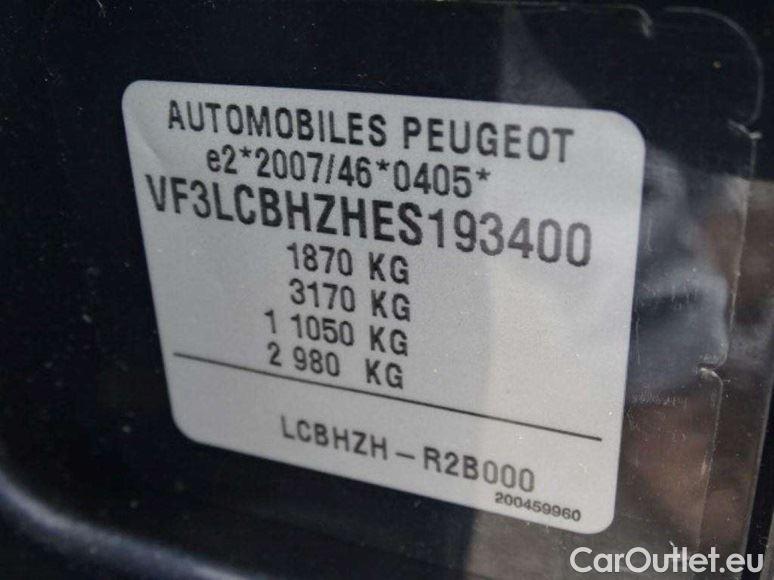 AUTOMOBILES PEUGEOT
e2*2007/46*0405*
VF3LCBHZHES193400
1870 KG
3170 KG
1 1050 KG
2 980 KG
LCBHZH – R2B000
200459960
CarOutlet.eu